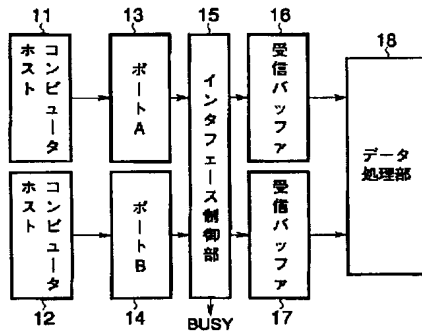 11
13
15
16
18
ホスト
コンピュータ
ポートA
インタフェース制御部
受信バッファ
データ
処理部
ホスト
コンピュータ
ポートB
受信バッファ
12
14
BUSY
17